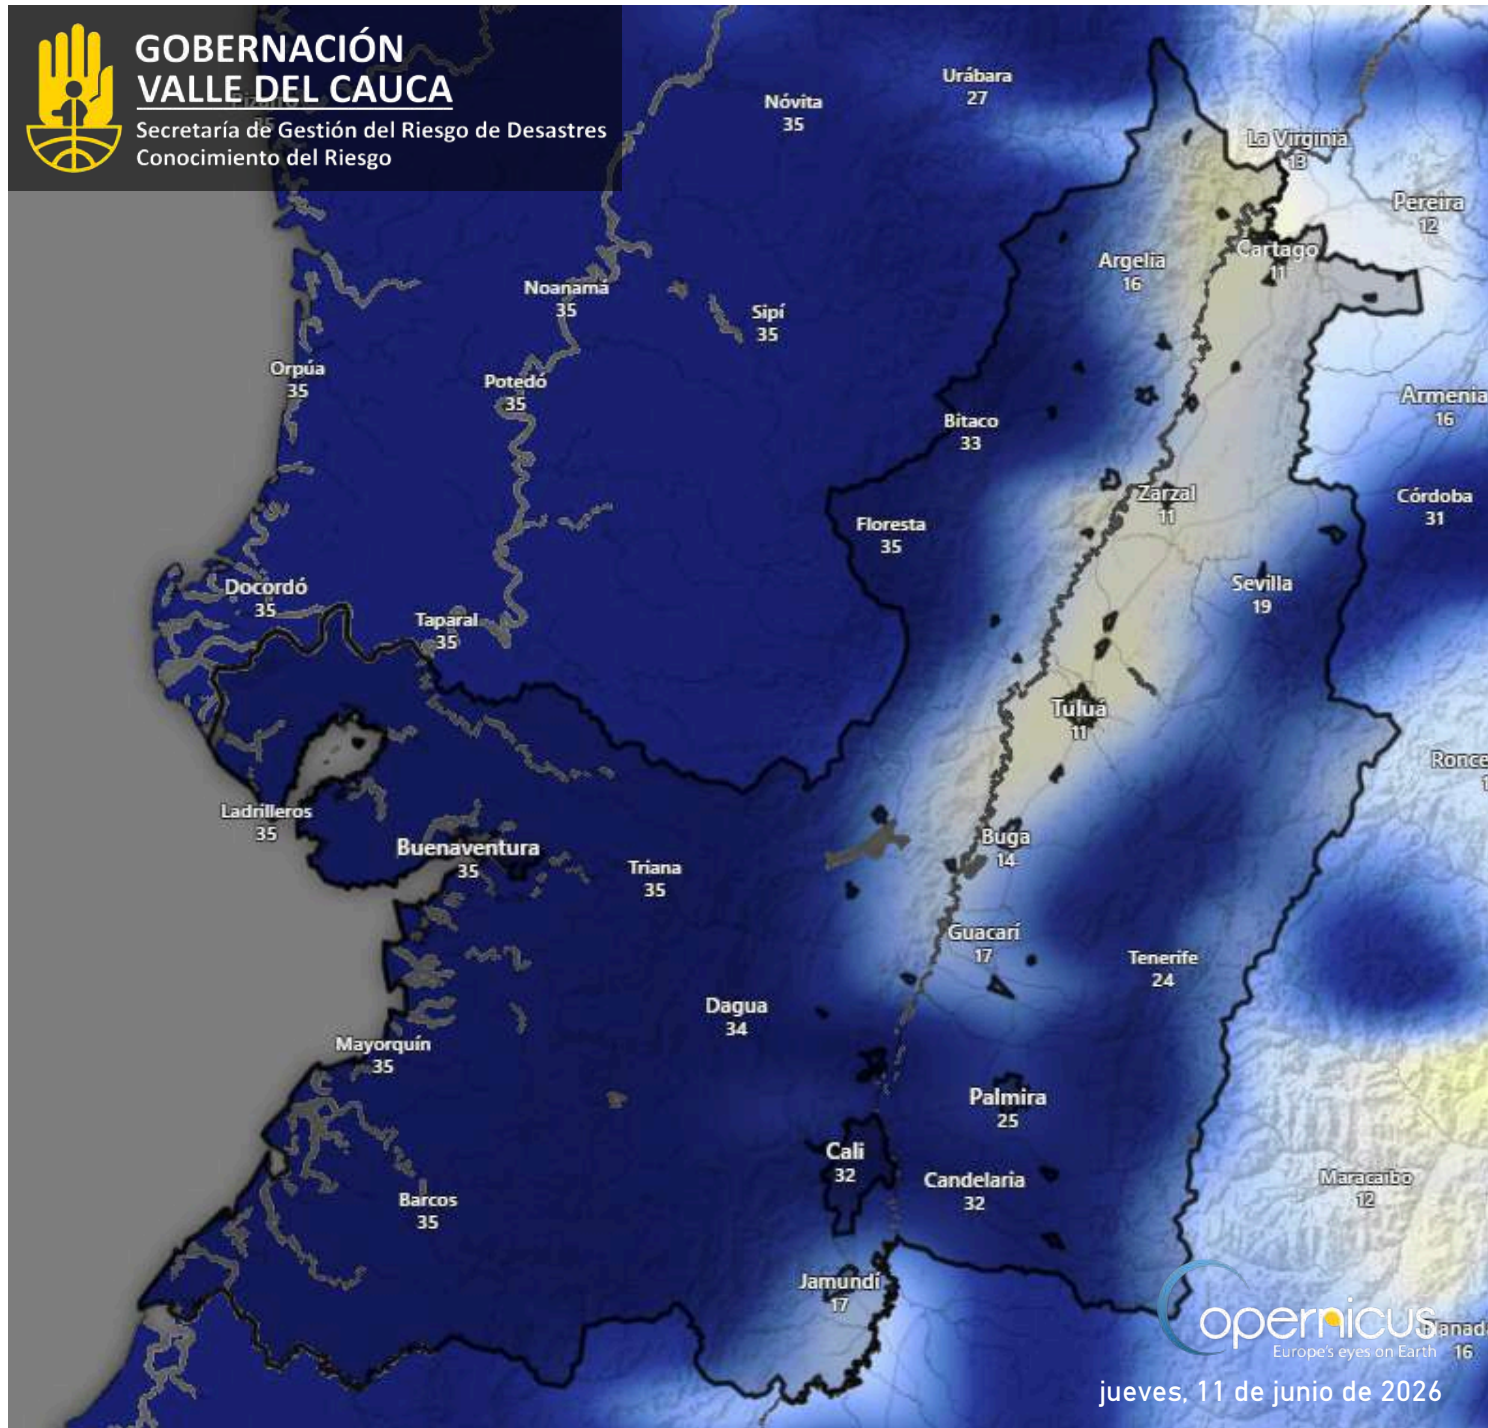 GOBERNACIÓN
VALLE DEL CAUCA
Secretaría de Gestión del Riesgo de Desastres
Conocimiento del Riesgo
Urábara
27
Nóvita
35
La Virginia
13
Pereira
12
Cartago
11
Argelia
16
Noanamá
35
Sipí
35
Orpúa
35
Potedó
35
Armenia
16
Bitaco
33
Zarzal
11
Córdoba
31
Floresta
35
Docordó
35
Sevilla
19
Taparal
35
Tuluá
11
Ronce
1
Ladrilleros
35
Buenaventura
35
Buga
14
Triana
35
Guacarí
17
Tenerife
24
Dagua
34
Mayorquín
35
Palmira
25
Cali
32
Candelaria
32
Maracaibo
12
Barcos
35
Jamundí
17
Copernicus
Europe's eyes on Earth
16
jueves, 11 de junio de 2026